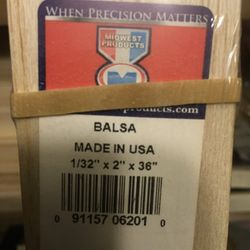 WHEN PRECISION MATTERS
MIDWEST
PRODUCTS
M
products.com
BALSA
MADE IN USA
1/32" x 2" x 36"
0 91157 06201 0